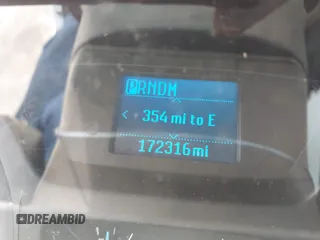 PRNDM
354 mi to E
172316 mi
DREAMBID